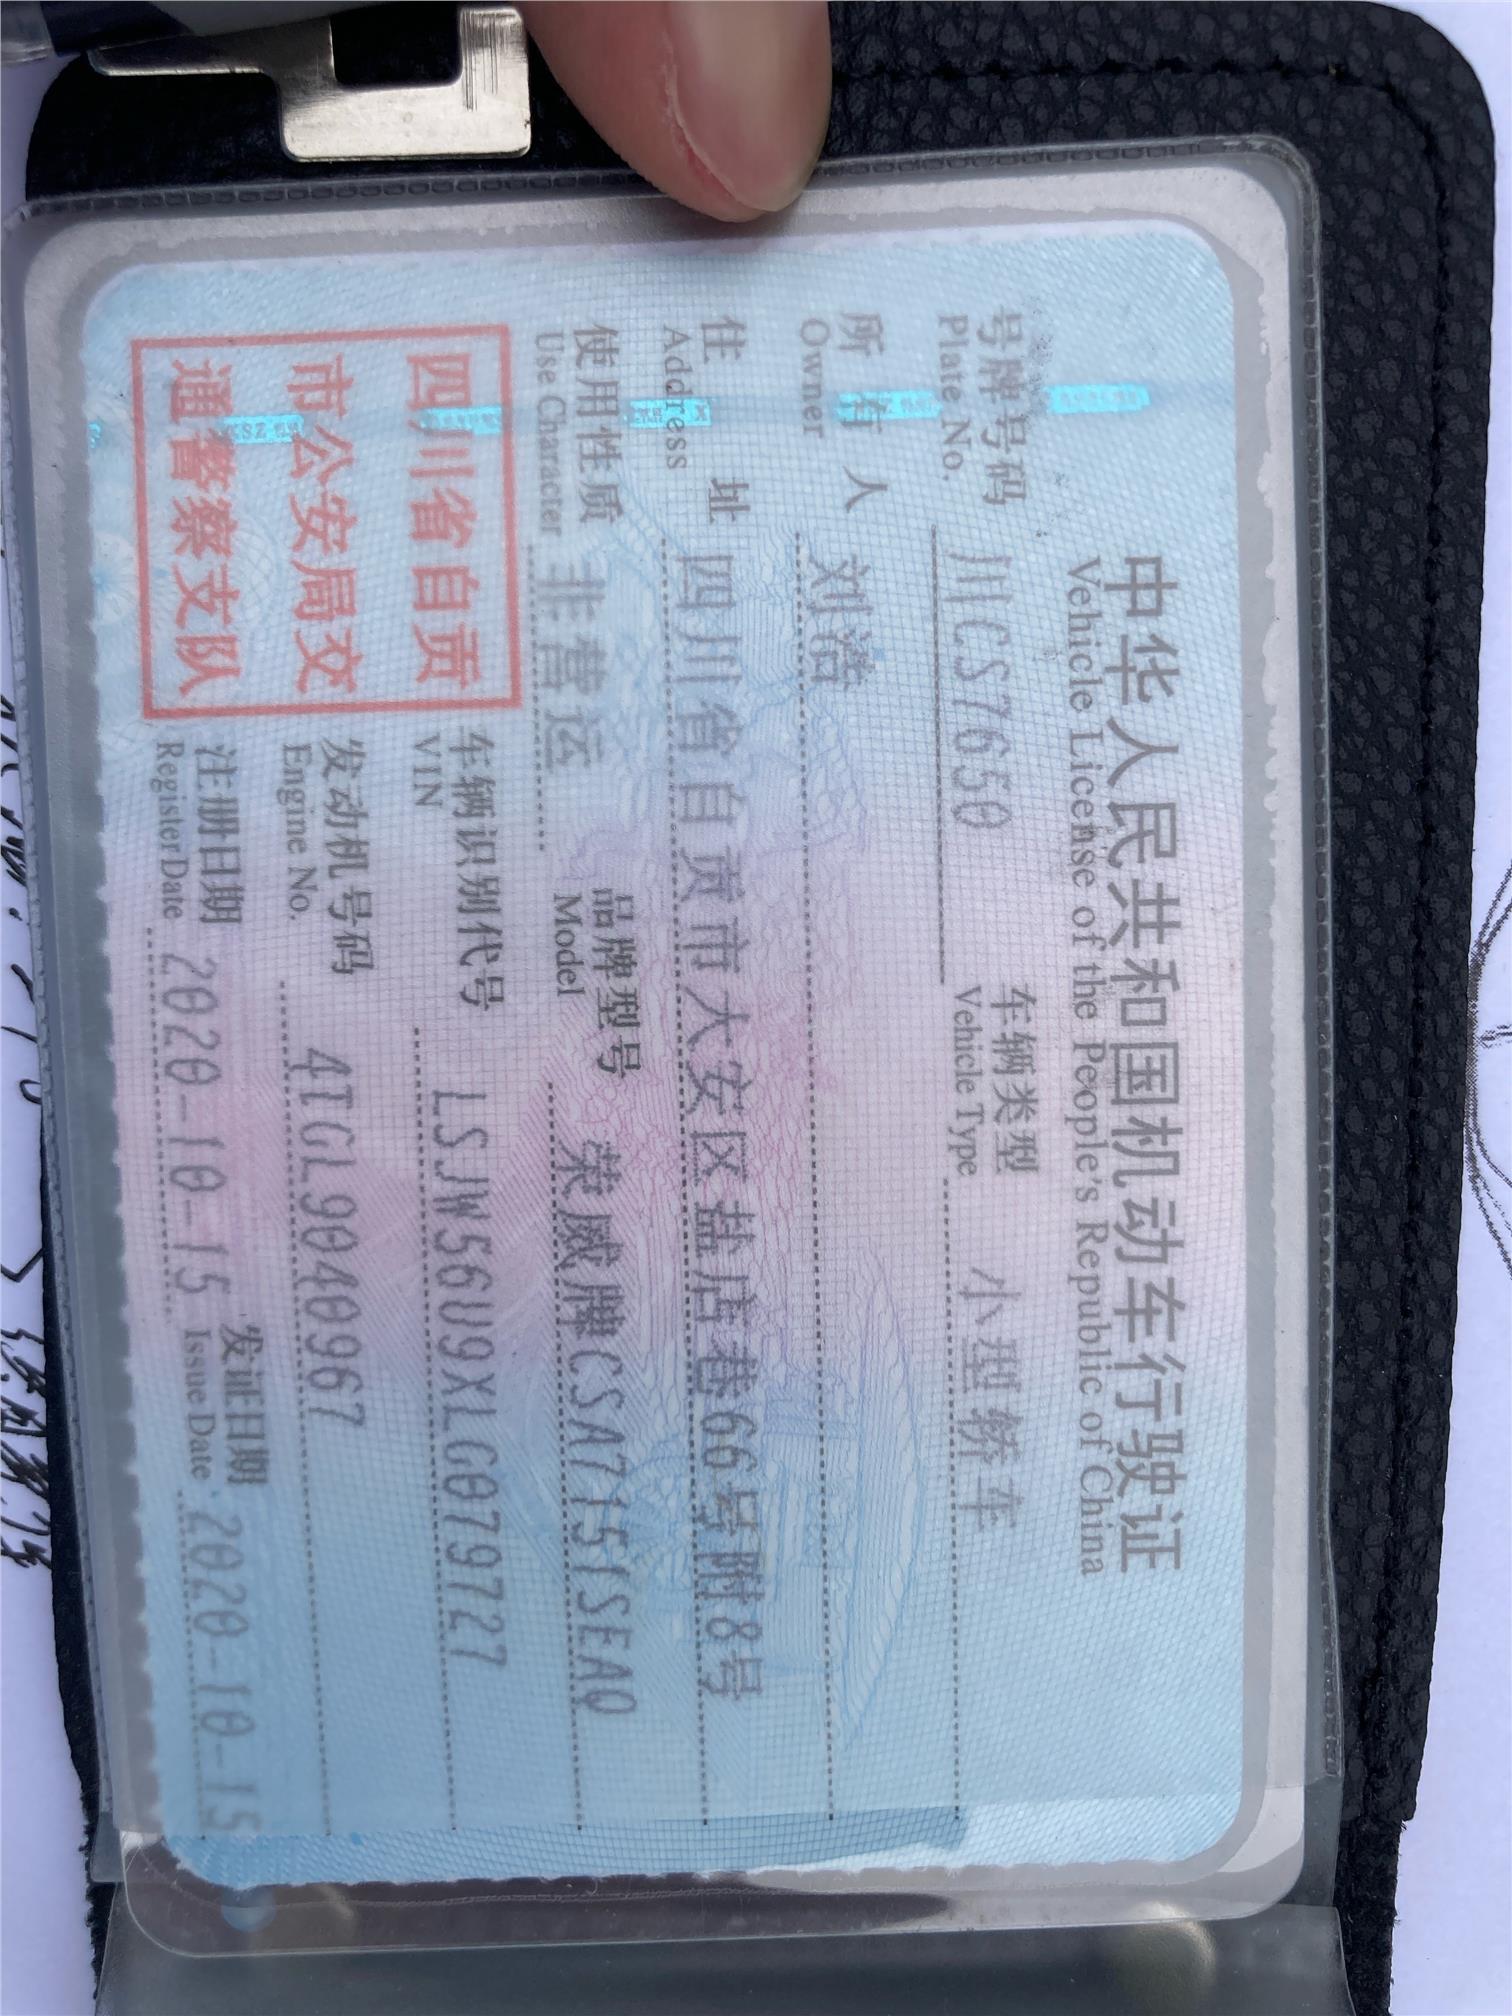 中华人民共和国机动车行驶证
Vehicle License of the People's Republic of China
号牌号码 川CS7650 车辆类型 小型轿车
Plate No. Vehicle Type
所有人 刘浩
Owner
住址 四川省自贡市大安区盐店巷66号附8号
Address
使用性质 非营运 品牌型号 荣威牌CSA7151SEAQ
Use Character Model
四川省自贡
市公安局交
通警察支队
车辆识别代号 LSJW56U9XLG079727
VIN
发动机号码 4TGL9040967
Engine No.
注册日期 2020-10-15 发证日期 2020-10-15
Register Date Issue Date